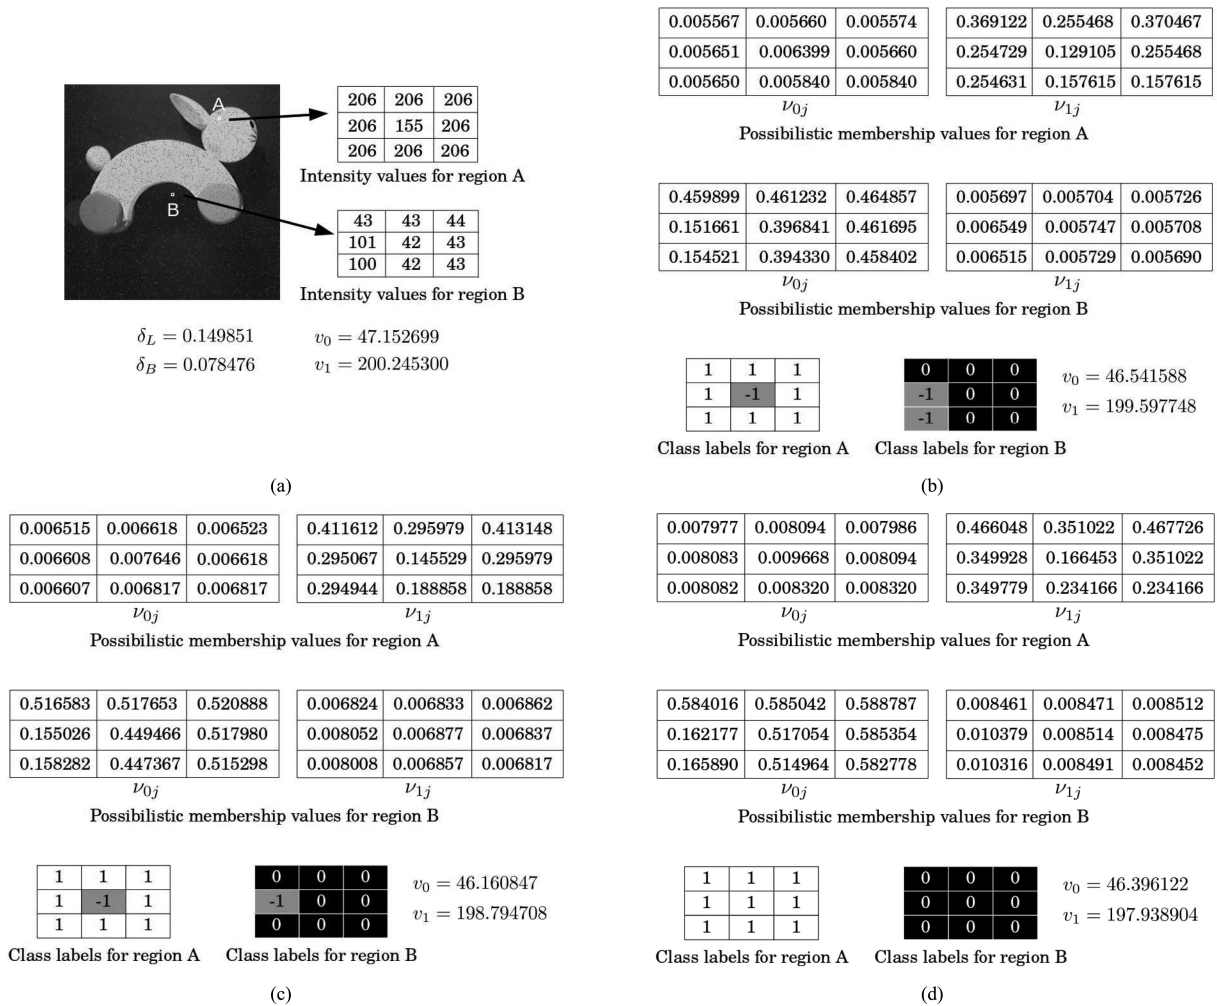 A
B
206 206 206
206 155 206
206 206 206
Intensity values for region A
43 43 44
101 42 43
100 42 43
Intensity values for region B
δL = 0.149851 v0 = 47.152699
δB = 0.078476 v1 = 200.245300
(a)
0.005567 0.005660 0.005574 0.369122 0.255468 0.370467
0.005651 0.006399 0.005660 0.254729 0.129105 0.255468
0.005650 0.005840 0.005840 0.254631 0.157615 0.157615
ν0j ν1j
Possibilistic membership values for region A
0.459899 0.461232 0.464857 0.005697 0.005704 0.005726
0.151661 0.396841 0.461695 0.006549 0.005747 0.005708
0.154521 0.394330 0.458402 0.006515 0.005729 0.005690
ν0j ν1j
Possibilistic membership values for region B
1 1 1 0 0 0
1 -1 1 -1 0 0
1 1 1 -1 0 0
v0 = 46.541588
v1 = 199.597748
Class labels for region A Class labels for region B
(b)
0.006515 0.006618 0.006523 0.411612 0.295979 0.413148
0.006608 0.007646 0.006618 0.295067 0.145529 0.295979
0.006607 0.006817 0.006817 0.294944 0.188858 0.188858
ν0j ν1j
Possibilistic membership values for region A
0.516583 0.517653 0.520888 0.006824 0.006833 0.006862
0.155026 0.449466 0.517980 0.008052 0.006877 0.006837
0.158282 0.447367 0.515298 0.008008 0.006857 0.006817
ν0j ν1j
Possibilistic membership values for region B
1 1 1 0 0 0
1 -1 1 -1 0 0
1 1 1 0 0 0
v0 = 46.160847
v1 = 198.794708
Class labels for region A Class labels for region B
(c)
0.007977 0.008094 0.007986 0.466048 0.351022 0.467726
0.008083 0.009668 0.008094 0.349928 0.166453 0.351022
0.008082 0.008320 0.008320 0.349779 0.234166 0.234166
ν0j ν1j
Possibilistic membership values for region A
0.584016 0.585042 0.588787 0.008461 0.008471 0.008512
0.162177 0.517054 0.585354 0.010379 0.008514 0.008475
0.165890 0.514964 0.582778 0.010316 0.008491 0.008452
ν0j ν1j
Possibilistic membership values for region B
1 1 1 0 0 0
1 1 1 0 0 0
1 1 1 0 0 0
v0 = 46.396122
v1 = 197.938904
Class labels for region A Class labels for region B
(d)